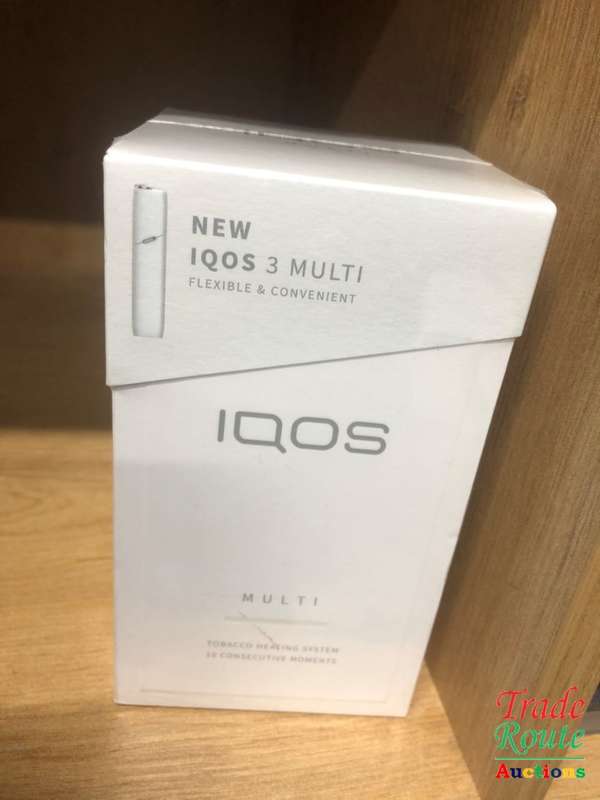 NEW
IQOS 3 MULTI
FLEXIBLE & CONVENIENT
IQOS
MULTI
TOBACCO HEATING SYSTEM
10 CONSECUTIVE MOMENTS
Trade
Route
Auctions